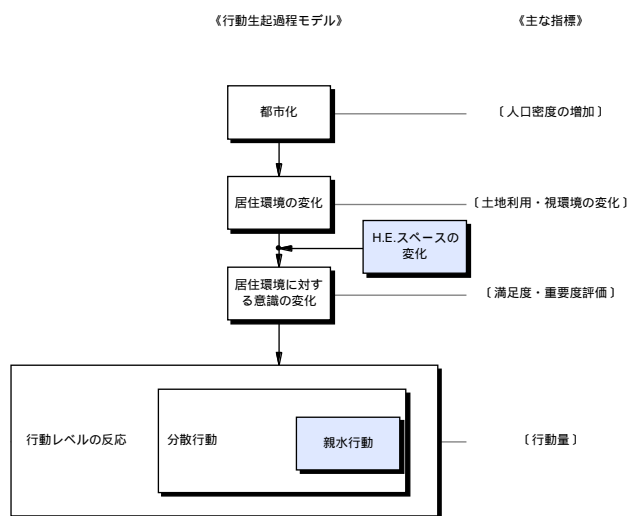 《行動生起過程モデル》
《主な指標》
都市化
〔人口密度の増加〕
居住環境の変化
〔土地利用・視環境の変化〕
H.E.スペースの
変化
居住環境に対す
る意識の変化
〔満足度・重要度評価〕
行動レベルの反応
分散行動
親水行動
〔行動量〕